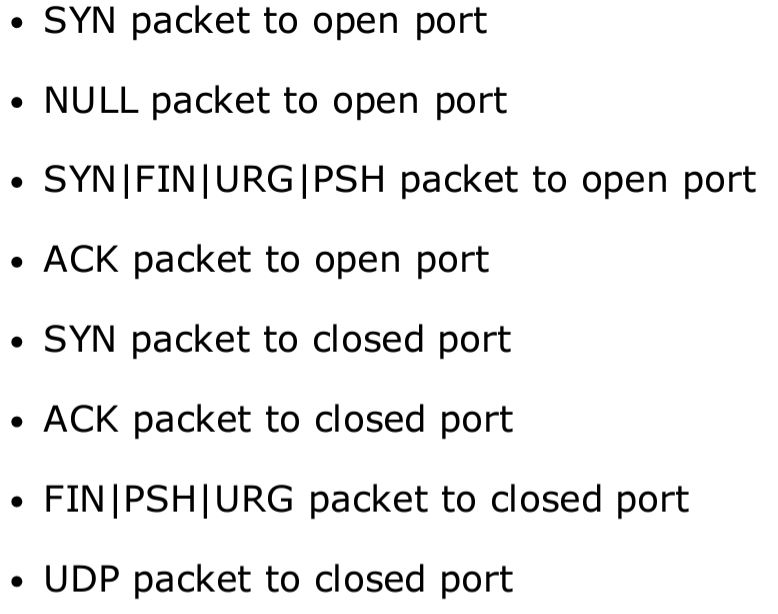 • SYN packet to open port
• NULL packet to open port
• SYN|FIN|URG|PSH packet to open port
• ACK packet to open port
• SYN packet to closed port
• ACK packet to closed port
• FIN|PSH|URG packet to closed port
• UDP packet to closed port